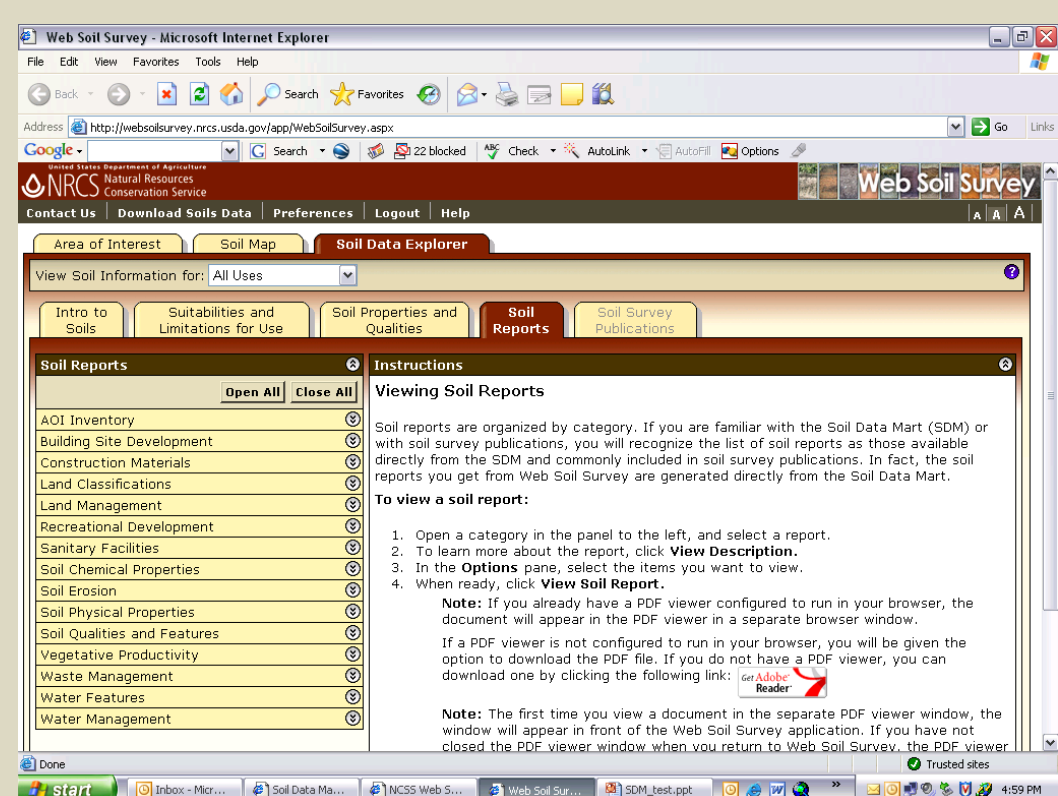 Web Soil Survey - Microsoft Internet Explorer
File Edit View Favorites Tools Help
Back Search Favorites
Address http://websoilsurvey.nrcs.usda.gov/app/WebSoilSurvey.aspx Go Links
Google Search 22 blocked ABC Check AutoLink AutoFill Options
United States Department of Agriculture
NRCS Natural Resources Conservation Service
Web Soil Survey
Contact Us Download Soils Data Preferences Logout Help A A A
Area of Interest Soil Map Soil Data Explorer
View Soil Information for: All Uses ?
Intro to Soils
Suitabilities and Limitations for Use
Soil Properties and Qualities
Soil Reports
Soil Survey Publications
Soil Reports
Open All Close All
AOI Inventory
Building Site Development
Construction Materials
Land Classifications
Land Management
Recreational Development
Sanitary Facilities
Soil Chemical Properties
Soil Erosion
Soil Physical Properties
Soil Qualities and Features
Vegetative Productivity
Waste Management
Water Features
Water Management
Instructions
Viewing Soil Reports
Soil reports are organized by category. If you are familiar with the Soil Data Mart (SDM) or
with soil survey publications, you will recognize the list of soil reports as those available
directly from the SDM and commonly included in soil survey publications. In fact, the soil
reports you get from Web Soil Survey are generated directly from the Soil Data Mart.
To view a soil report:
1. Open a category in the panel to the left, and select a report.
2. To learn more about the report, click View Description.
3. In the Options pane, select the items you want to view.
4. When ready, click View Soil Report.
Note: If you already have a PDF viewer configured to run in your browser, the
document will appear in the PDF viewer in a separate browser window.
If a PDF viewer is not configured to run in your browser, you will be given the
option to download the PDF file. If you do not have a PDF viewer, you can
download one by clicking the following link: Get Adobe Reader
Note: The first time you view a document in the separate PDF viewer window, the
window will appear in front of the Web Soil Survey application. If you have not
closed the PDF viewer window when you return to Web Soil Survey, the PDF viewer
Done Trusted sites
start Inbox - Micr... Soil Data Ma... NCSS Web S... Web Soil Sur... SDM_test.ppt » 4:59 PM